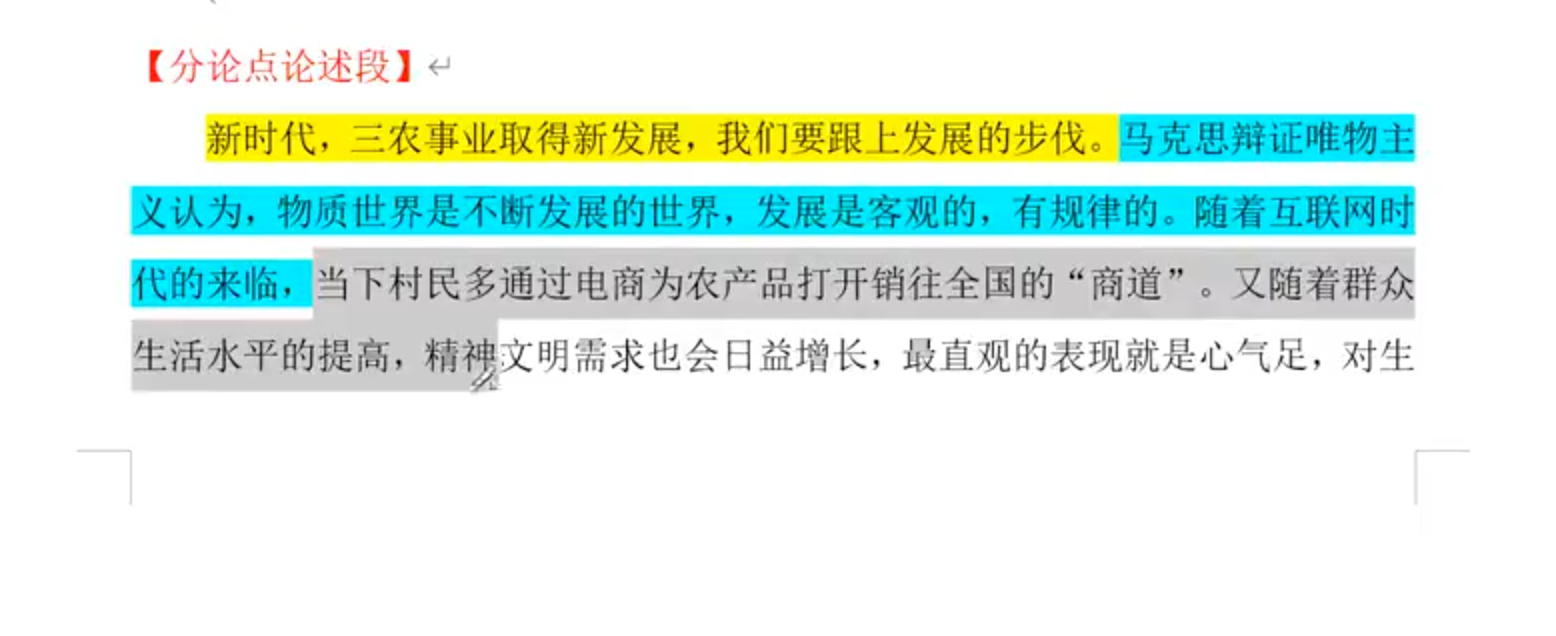 【分论点论述段】↵
新时代，三农事业取得新发展，我们要跟上发展的步伐。马克思辩证唯物主
义认为，物质世界是不断发展的世界，发展是客观的，有规律的。随着互联网时
代的来临，当下村民多通过电商为农产品打开销往全国的“商道”。又随着群众
生活水平的提高，精神文明需求也会日益增长，最直观的表现就是心气足，对生